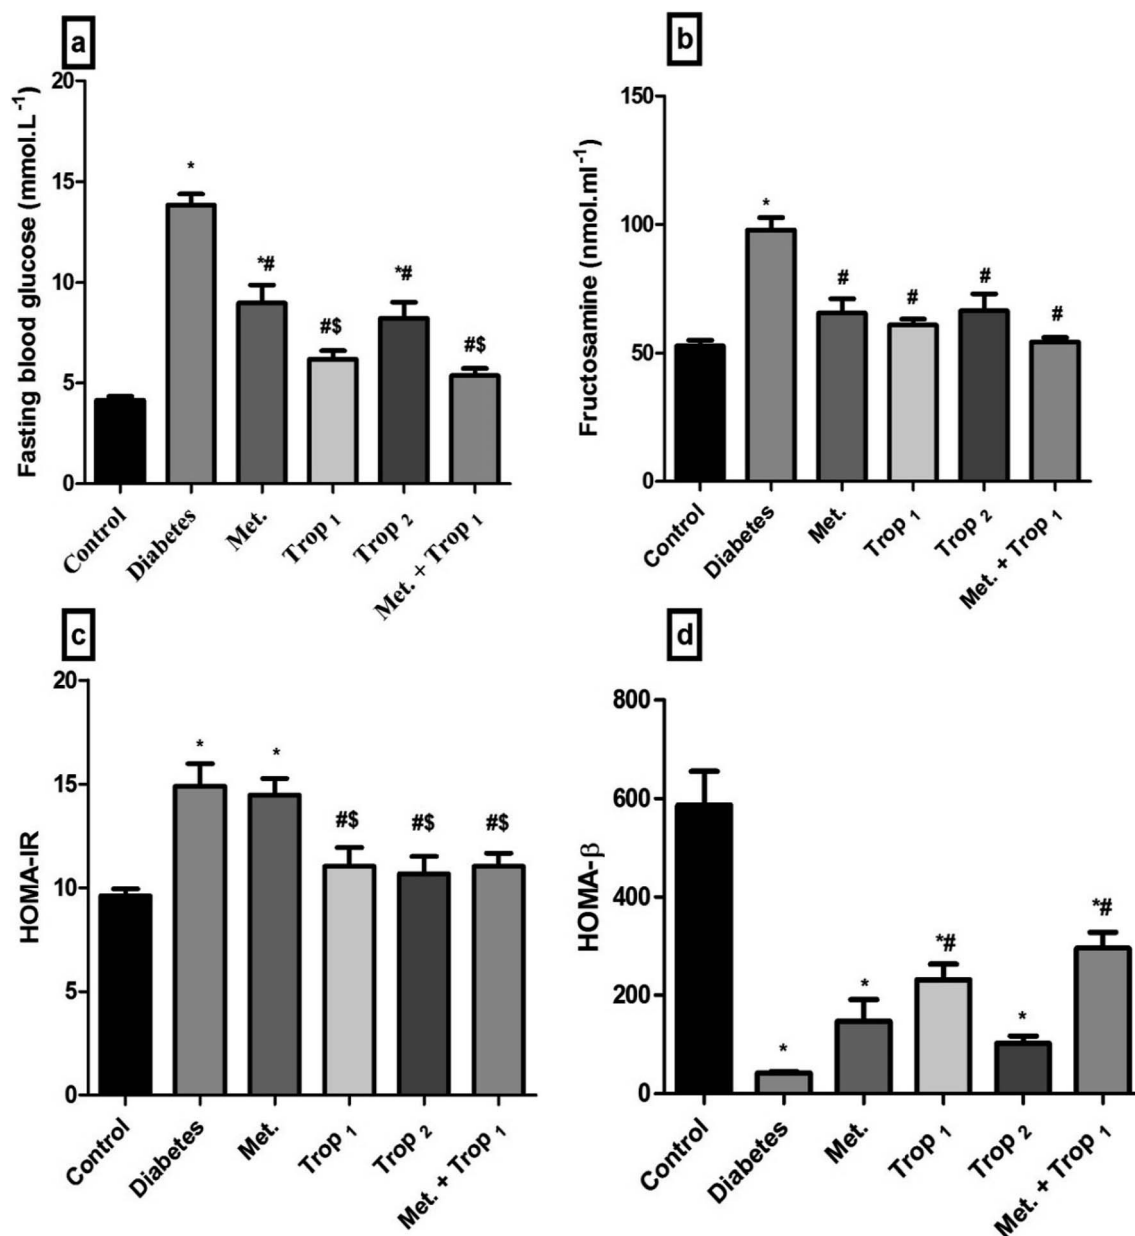 a
Fasting blood glucose (mmol.L⁻¹)
20
15
10
5
0
*
*#
#$
*#
#$
Control
Diabetes
Met.
Trop ₁
Trop ₂
Met. + Trop ₁
b
Fructosamine (nmol.ml⁻¹)
150
100
50
0
*
#
#
#
#
Control
Diabetes
Met.
Trop ₁
Trop ₂
Met. + Trop ₁
c
HOMA-IR
20
15
10
5
0
*
*
#$
#$
#$
Control
Diabetes
Met.
Trop ₁
Trop ₂
Met. + Trop ₁
d
HOMA-β
800
600
400
200
0
*
*
*#
*
*#
Control
Diabetes
Met.
Trop ₁
Trop ₂
Met. + Trop ₁